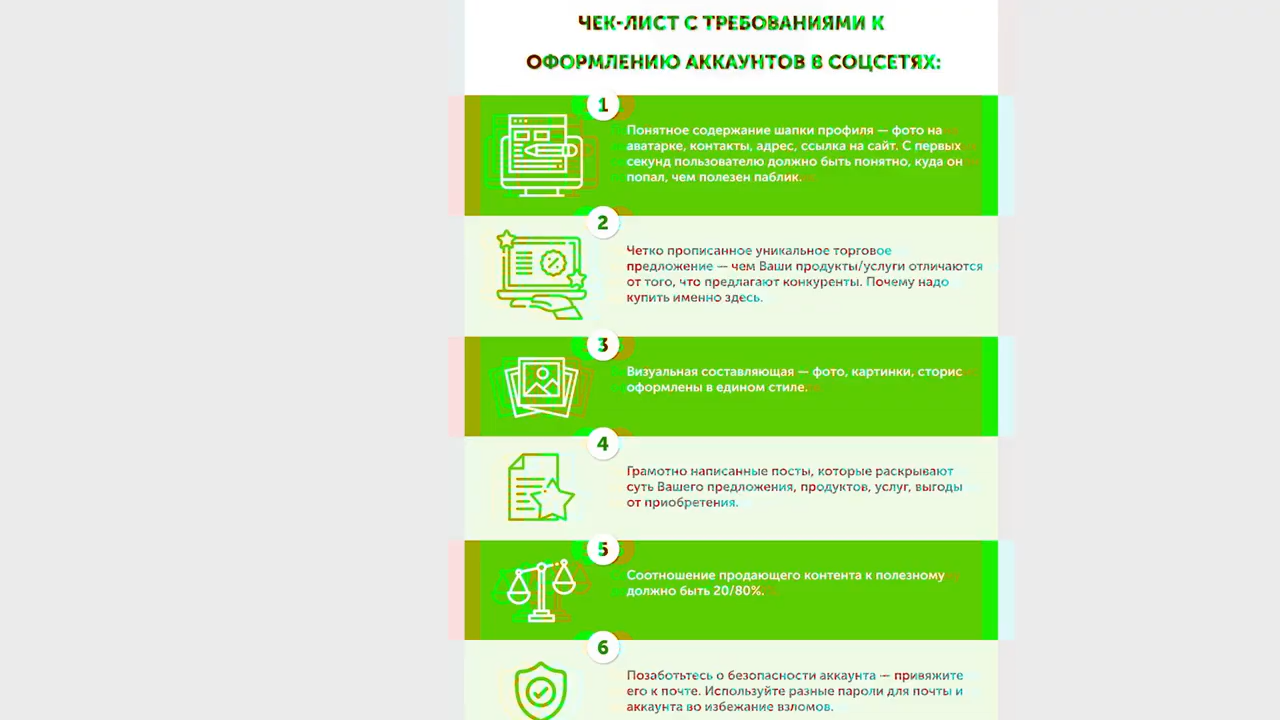 ЧЕК-ЛИСТ С ТРЕБОВАНИЯМИ К
ОФОРМЛЕНИЮ АККАУНТОВ В СОЦСЕТЯХ:
1
Понятное содержание шапки профиля — фото на
аватарке, контакты, адрес, ссылка на сайт. С первых
секунд пользователю должно быть понятно, куда он
попал, чем полезен паблик.
2
Четко прописанное уникальное торговое
предложение — чем Ваши продукты/услуги отличаются
от того, что предлагают конкуренты. Почему надо
купить именно здесь.
3
Визуальная составляющая — фото, картинки, сторис
оформлены в едином стиле.
4
Грамотно написанные посты, которые раскрывают
суть Вашего предложения, продуктов, услуг, выгоды
от приобретения.
5
Соотношение продающего контента к полезному
должно быть 20/80%.
6
Позаботьтесь о безопасности аккаунта — привяжите
его к почте. Используйте разные пароли для почты и
аккаунта во избежание взломов.